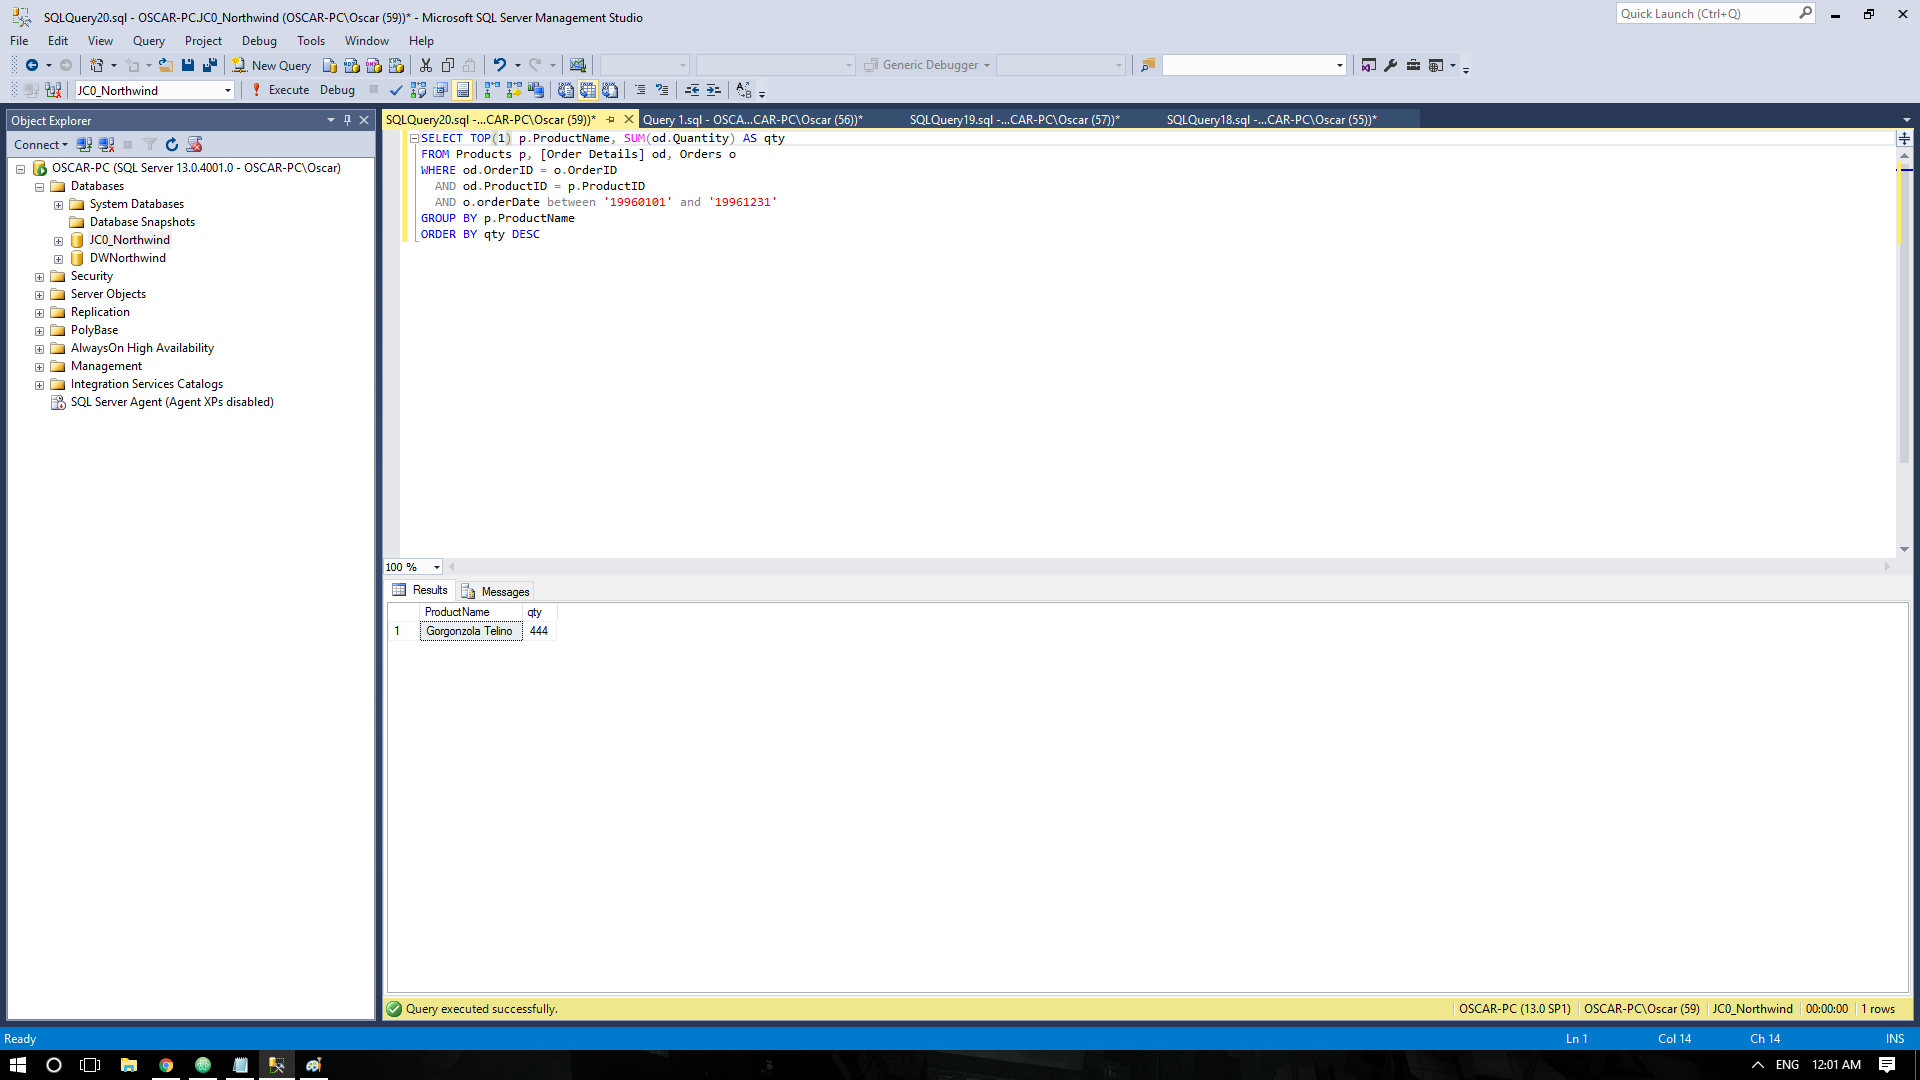 SQLQuery20.sql - OSCAR-PC.JC0_Northwind (OSCAR-PC\Oscar (59))* - Microsoft SQL Server Management Studio
Quick Launch (Ctrl+Q)
File Edit View Query Project Debug Tools Window Help
New Query Generic Debugger
JC0_Northwind Execute Debug
Object Explorer
Connect
OSCAR-PC (SQL Server 13.0.4001.0 - OSCAR-PC\Oscar)
Databases
System Databases
Database Snapshots
JC0_Northwind
DWNorthwind
Security
Server Objects
Replication
PolyBase
AlwaysOn High Availability
Management
Integration Services Catalogs
SQL Server Agent (Agent XPs disabled)
SQLQuery20.sql -...CAR-PC\Oscar (59))* Query 1.sql - OSCA...CAR-PC\Oscar (56))* SQLQuery19.sql -...CAR-PC\Oscar (57))* SQLQuery18.sql -...CAR-PC\Oscar (55))*
SELECT TOP(1) p.ProductName, SUM(od.Quantity) AS qty
FROM Products p, [Order Details] od, Orders o
WHERE od.OrderID = o.OrderID
AND od.ProductID = p.ProductID
AND o.orderDate between '19960101' and '19961231'
GROUP BY p.ProductName
ORDER BY qty DESC
100 %
Results Messages
ProductName qty
1 Gorgonzola Telino 444
Query executed successfully. OSCAR-PC (13.0 SP1) OSCAR-PC\Oscar (59) JC0_Northwind 00:00:00 1 rows
Ready Ln 1 Col 14 Ch 14 INS
ENG 12:01 AM